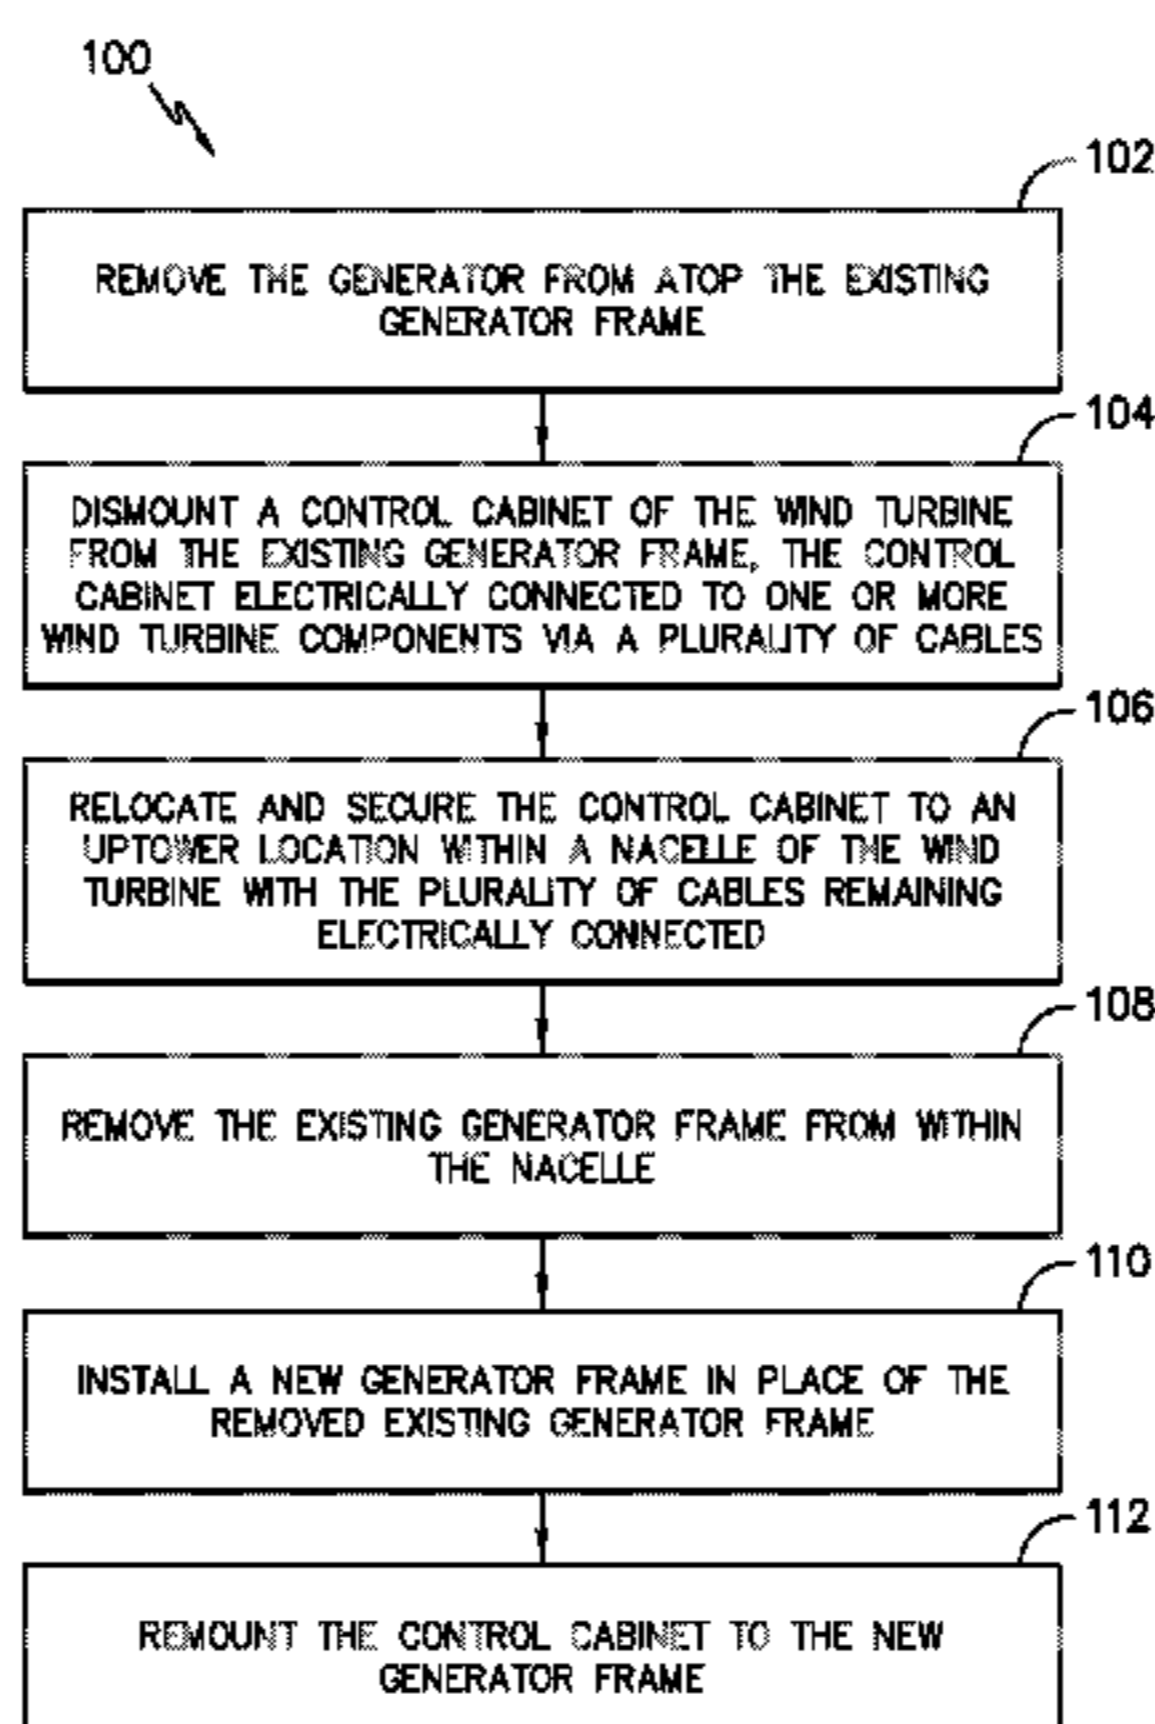 100
102
REMOVE THE GENERATOR FROM ATOP THE EXISTING
GENERATOR FRAME
104
DISMOUNT A CONTROL CABINET OF THE WIND TURBINE
FROM THE EXISTING GENERATOR FRAME, THE CONTROL
CABINET ELECTRICALLY CONNECTED TO ONE OR MORE
WIND TURBINE COMPONENTS VIA A PLURALITY OF CABLES
106
RELOCATE AND SECURE THE CONTROL CABINET TO AN
UPTOWER LOCATION WITHIN A NACELLE OF THE WIND
TURBINE WITH THE PLURALITY OF CABLES REMAINING
ELECTRICALLY CONNECTED
108
REMOVE THE EXISTING GENERATOR FRAME FROM WITHIN
THE NACELLE
110
INSTALL A NEW GENERATOR FRAME IN PLACE OF THE
REMOVED EXISTING GENERATOR FRAME
112
REMOUNT THE CONTROL CABINET TO THE NEW
GENERATOR FRAME